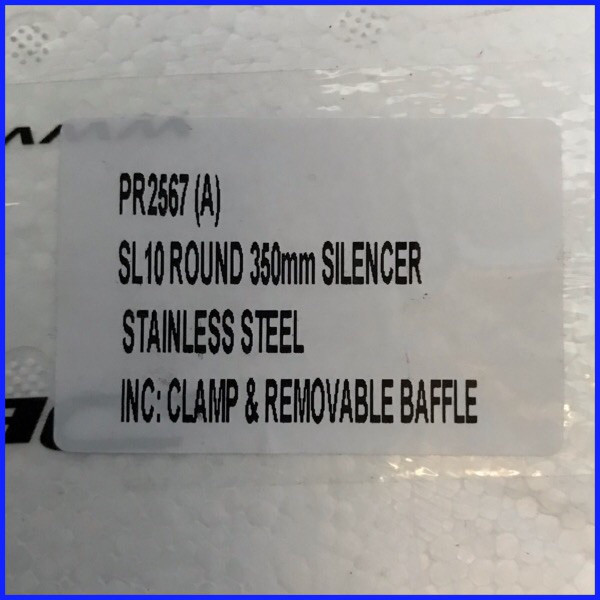 PR2567 (A)
SL10 ROUND 350mm SILENCER
STAINLESS STEEL
INC: CLAMP & REMOVABLE BAFFLE